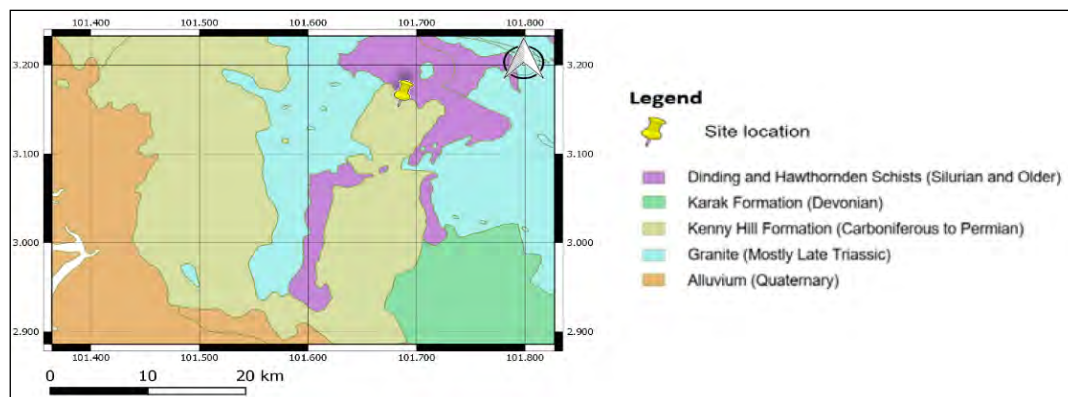 101.400 101.500 101.600 101.700 101.800
3.200 3.200
3.100 3.100
3.000 3.000
2.900 2.900
101.400 101.500 101.600 101.700 101.800
0 10 20 km
Legend
Site location
Dinding and Hawthornden Schists (Silurian and Older)
Karak Formation (Devonian)
Kenny Hill Formation (Carboniferous to Permian)
Granite (Mostly Late Triassic)
Alluvium (Quaternary)